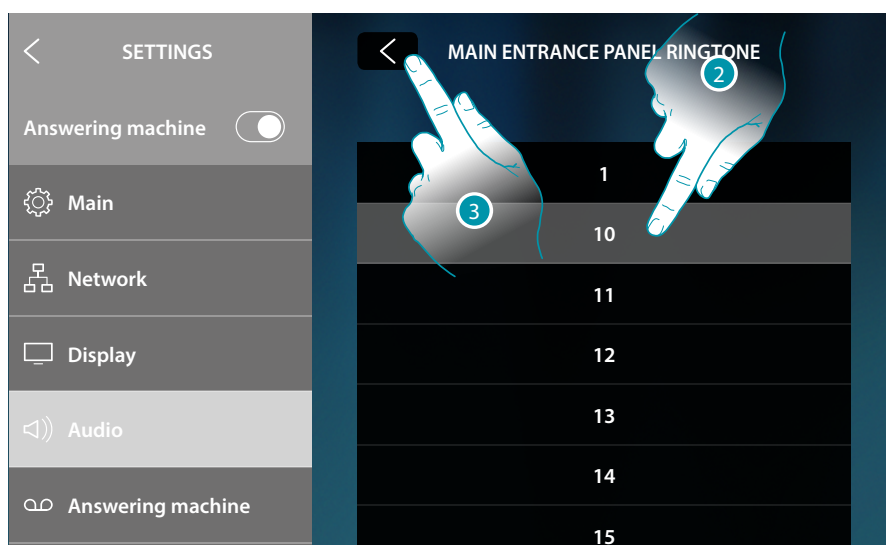 SETTINGS
Answering machine
Main
Network
Display
Audio
Answering machine
MAIN ENTRANCE PANEL RINGTONE
2
3
1
10
11
12
13
14
15